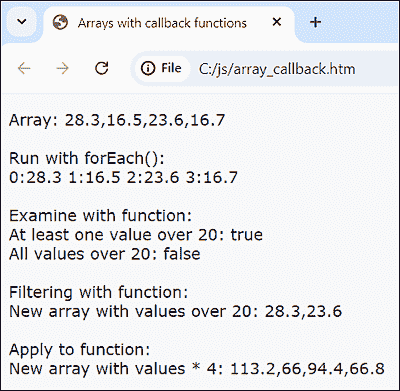 Arrays with callback functions
File C:/js/array_callback.htm
Array: 28.3,16.5,23.6,16.7
Run with forEach():
0:28.3 1:16.5 2:23.6 3:16.7
Examine with function:
At least one value over 20: true
All values over 20: false
Filtering with function:
New array with values over 20: 28.3,23.6
Apply to function:
New array with values * 4: 113.2,66,94.4,66.8